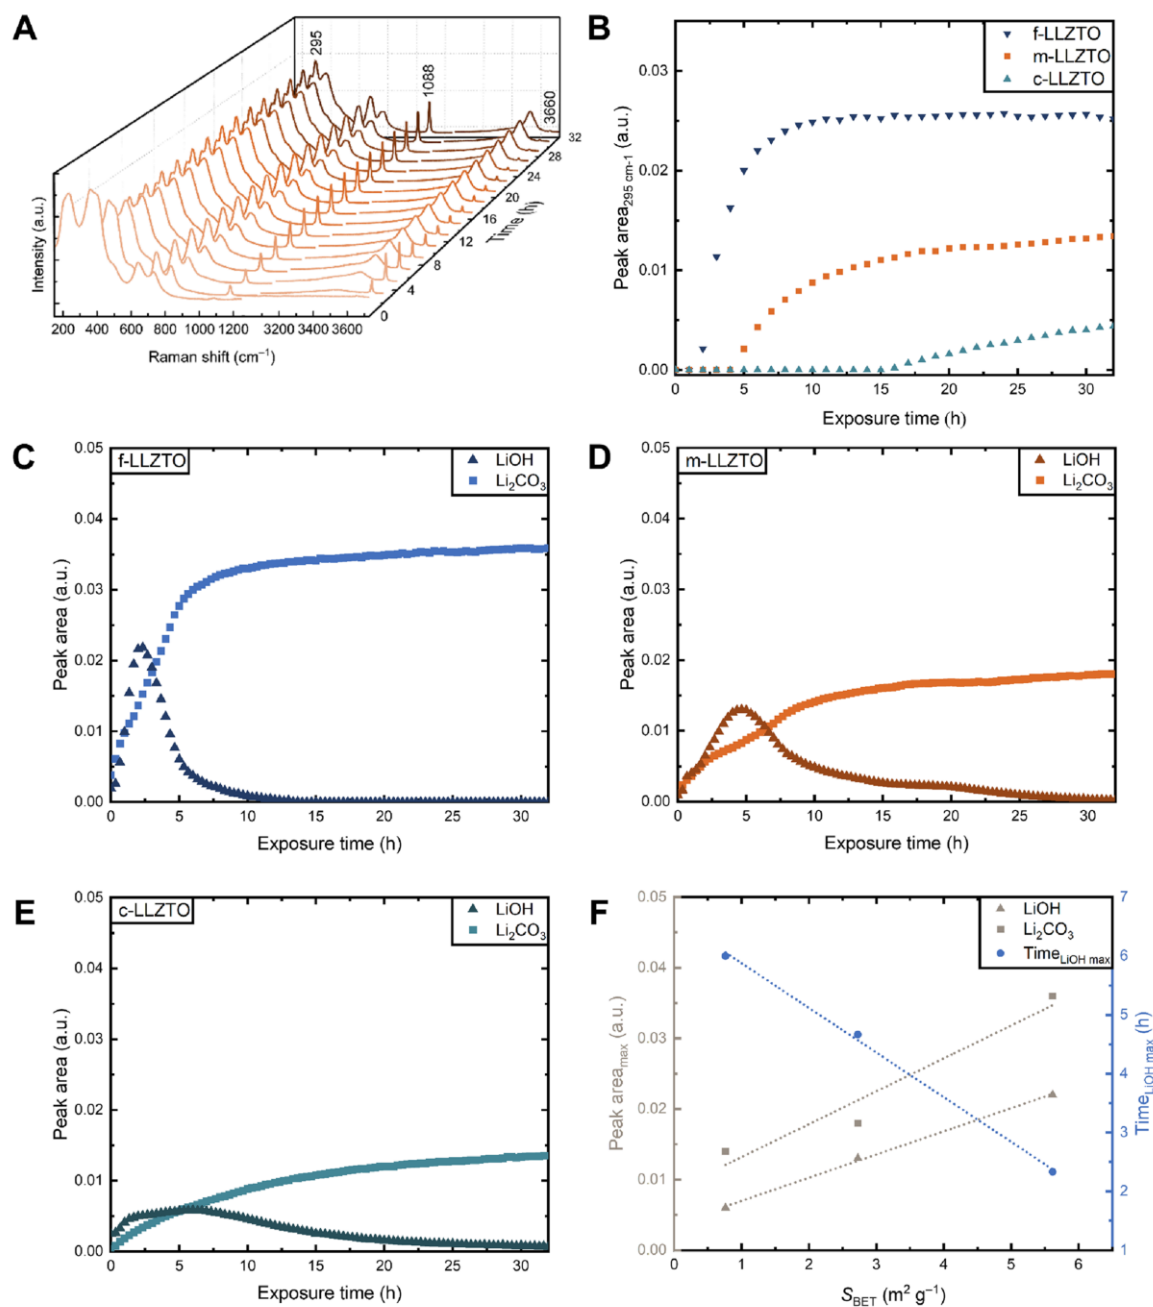 A
295
1088
3660
Intensity (a.u.)
200 400 600 800 1000 1200 3200 3400 3600
Raman shift (cm⁻¹)
0 4 8 12 16 20 24 28 32
Time (h)
B
f-LLZTO
m-LLZTO
c-LLZTO
0.03
0.02
0.01
0.00
Peak area295 cm-1 (a.u.)
0 5 10 15 20 25 30
Exposure time (h)
C
f-LLZTO
LiOH
Li₂CO₃
0.05
0.04
0.03
0.02
0.01
0.00
Peak area (a.u.)
0 5 10 15 20 25 30
Exposure time (h)
D
m-LLZTO
LiOH
Li₂CO₃
0.05
0.04
0.03
0.02
0.01
0.00
Peak area (a.u.)
0 5 10 15 20 25 30
Exposure time (h)
E
c-LLZTO
LiOH
Li₂CO₃
0.05
0.04
0.03
0.02
0.01
0.00
Peak area (a.u.)
0 5 10 15 20 25 30
Exposure time (h)
F
LiOH
Li₂CO₃
TimeLiOH max
0.05
0.04
0.03
0.02
0.01
0.00
Peak areamax (a.u.)
7
6
5
4
3
2
1
TimeLiOH max (h)
0 1 2 3 4 5 6
SBET (m² g⁻¹)